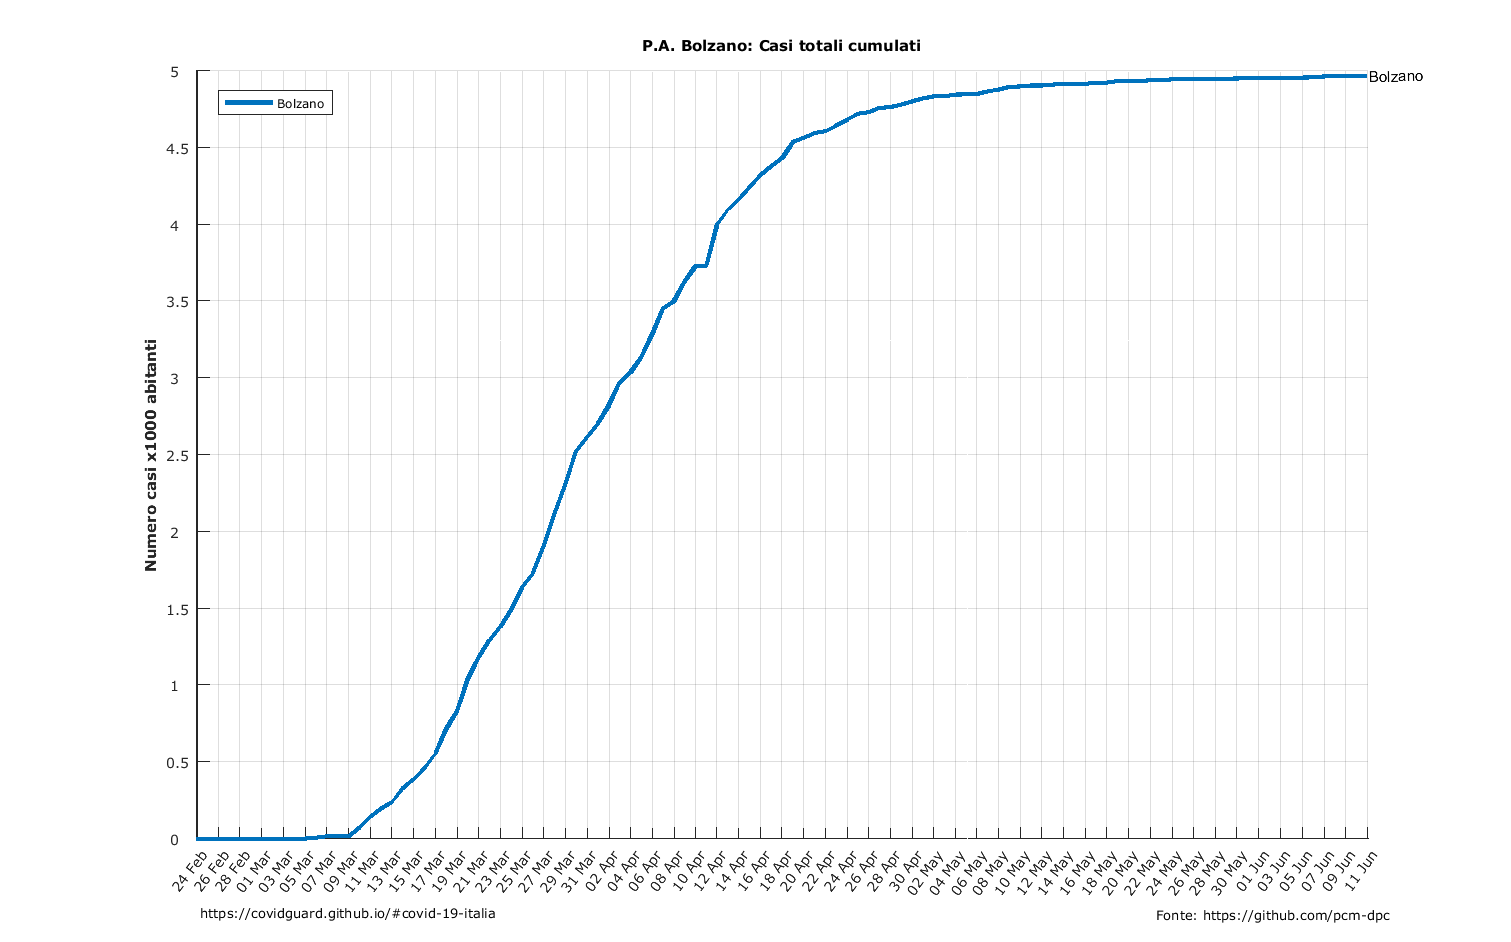 P.A. Bolzano: Casi totali cumulati
5
4.5
4
3.5
3
2.5
2
1.5
1
0.5
0
Numero casi x1000 abitanti
Bolzano
Bolzano
24 Feb
26 Feb
28 Feb
01 Mar
03 Mar
05 Mar
07 Mar
09 Mar
11 Mar
13 Mar
15 Mar
17 Mar
19 Mar
21 Mar
23 Mar
25 Mar
27 Mar
29 Mar
31 Mar
02 Apr
04 Apr
06 Apr
08 Apr
10 Apr
12 Apr
14 Apr
16 Apr
18 Apr
20 Apr
22 Apr
24 Apr
26 Apr
28 Apr
30 Apr
02 May
04 May
06 May
08 May
10 May
12 May
14 May
16 May
18 May
20 May
22 May
24 May
26 May
28 May
30 May
01 Jun
03 Jun
05 Jun
07 Jun
09 Jun
11 Jun
https://covidguard.github.io/#covid-19-italia
Fonte: https://github.com/pcm-dpc